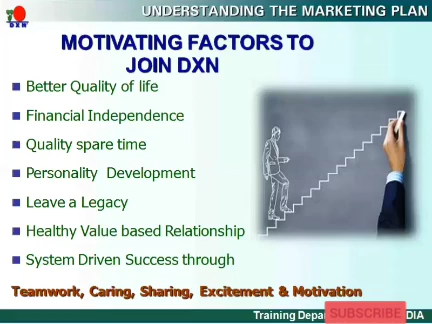 DXN
UNDERSTANDING THE MARKETING PLAN
MOTIVATING FACTORS TO
JOIN DXN
Better Quality of life
Financial Independence
Quality spare time
Personality Development
Leave a Legacy
Healthy Value based Relationship
System Driven Success through
Teamwork, Caring, Sharing, Excitement & Motivation
Training SUBSCRIBE